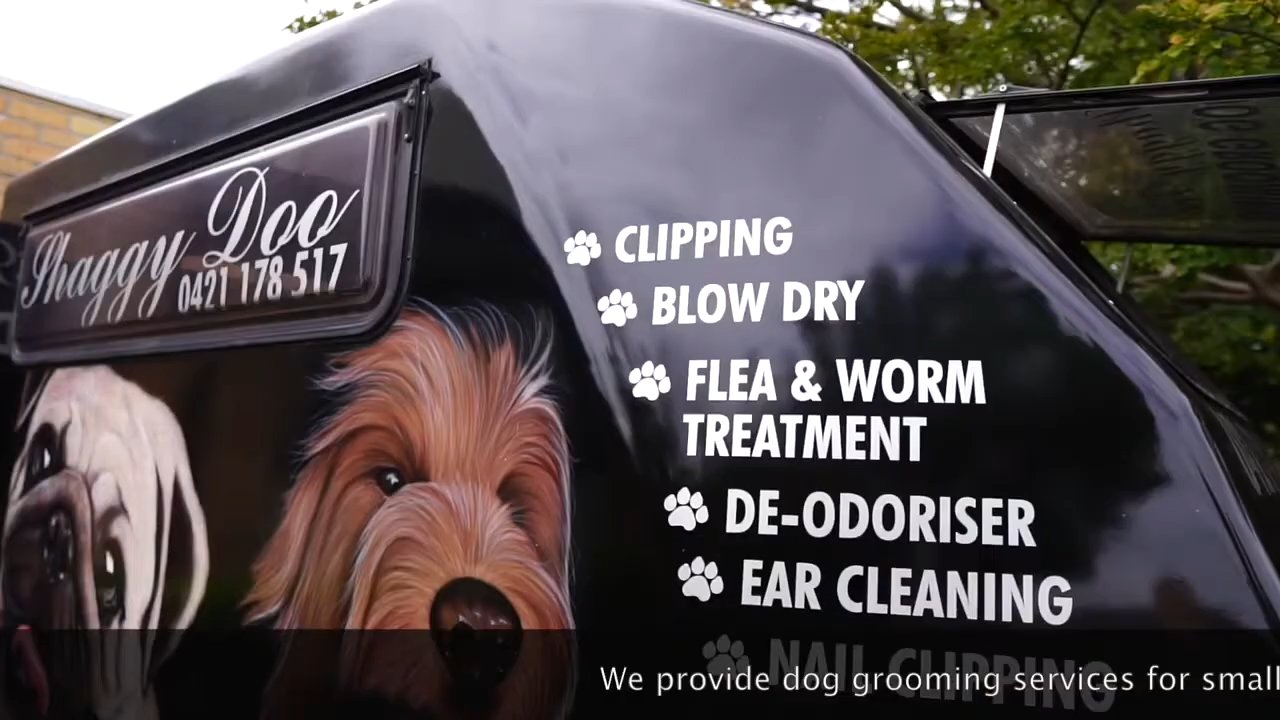 Shaggy Doo
0421 178 517
CLIPPING
BLOW DRY
FLEA & WORM
TREATMENT
DE-ODORISER
EAR CLEANING
NAIL CLIPPING
We provide dog grooming services for small